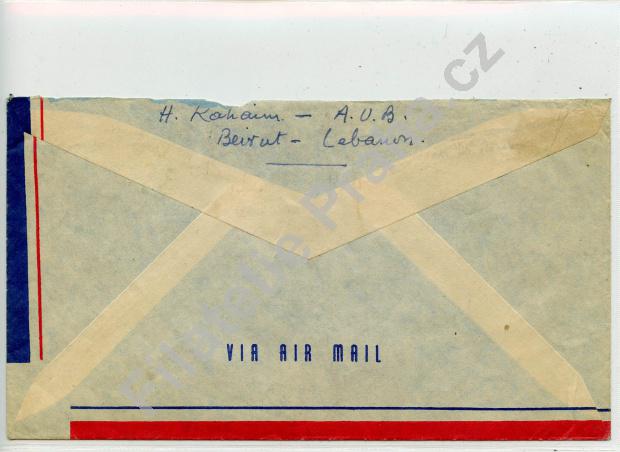 H. Kahaim — A.U.B.
Beirut - Lebanon.
VIA AIR MAIL
Filatelie Praha.cz